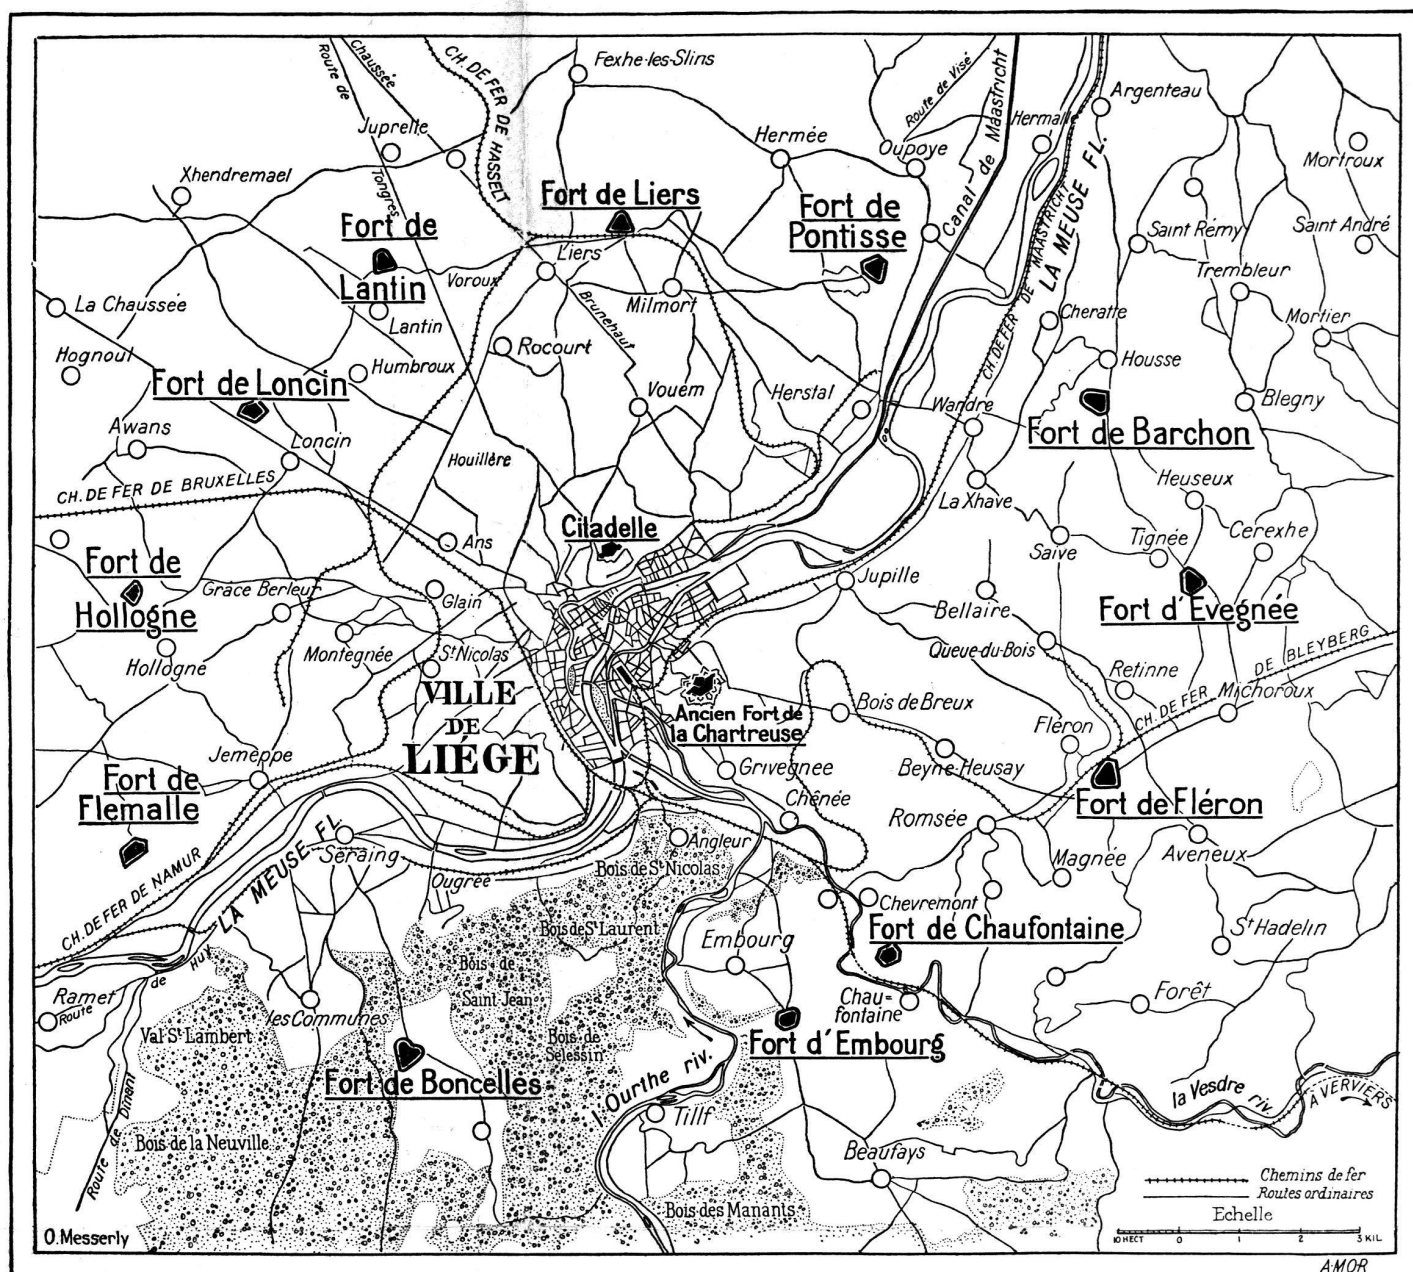 Fexhe-les-Slins
CH. DE FER DE HASSELT
Chaussée
Route de
Tongres
Route de Visé
Canal de Maastricht
Argenteau
Juprelle
Hermée
Oupoye
Hermalle
LA MEUSE FL.
CH. DE FER DE MAASTRICHT
Mortroux
Xhendremael
Fort de Liers
Fort de
Pontisse
Fort de
Lantin
Saint Rémy
Saint André
Liers
Voroux
Milmort
Brunehaut
Trembleur
La Chaussée
Lantin
Cheratte
Mortier
Hognoul
Humbroux
Rocourt
Housse
Fort de Loncin
Vouem
Herstal
Wandre
Blegny
Fort de Barchon
Awans
Loncin
Houillère
CH. DE FER DE BRUXELLES
La Xhave
Heuseux
Citadelle
Ans
Saive
Tignée
Cerexhe
Fort de
Hollogne
Grace Berleur
Glain
Jupille
Bellaire
Fort d'Evegnée
Hollogne
Montegnée
St Nicolas
Queue-du-Bois
Retinne
CH. DE FER DE BLEYBERG
Michoroux
VILLE
DE
LIÉGE
Ancien Fort de
la Chartreuse
Bois de Breux
Fléron
Jemeppe
Grivegnee
Beyne-Heusay
Fort de
Flemalle
Chênée
Fort de Fléron
Romsée
LA MEUSE FL.
Seraing
Angleur
Magnée
Aveneux
CH. DE FER DE NAMUR
Ougrée
Bois de St Nicolas
Chevremont
Fort de Chaufontaine
St Hadelin
Bois de St Laurent
Embourg
Huy
de
Route
Ramet
Bois de
Saint Jean
Chau=
fontaine
Forêt
les Communes
Val St Lambert
Bois de
Selessin
Fort d'Embourg
Fort de Boncelles
l'Ourthe riv.
la Vesdre riv.
A VERVIERS
Tilff
Route de Dinant
Bois de la Neuville
Beaufays
Bois des Manants
Chemins de fer
Routes ordinaires
Echelle
10 HECT 0 1 2 3 KIL.
O. Messerly
A·MOR